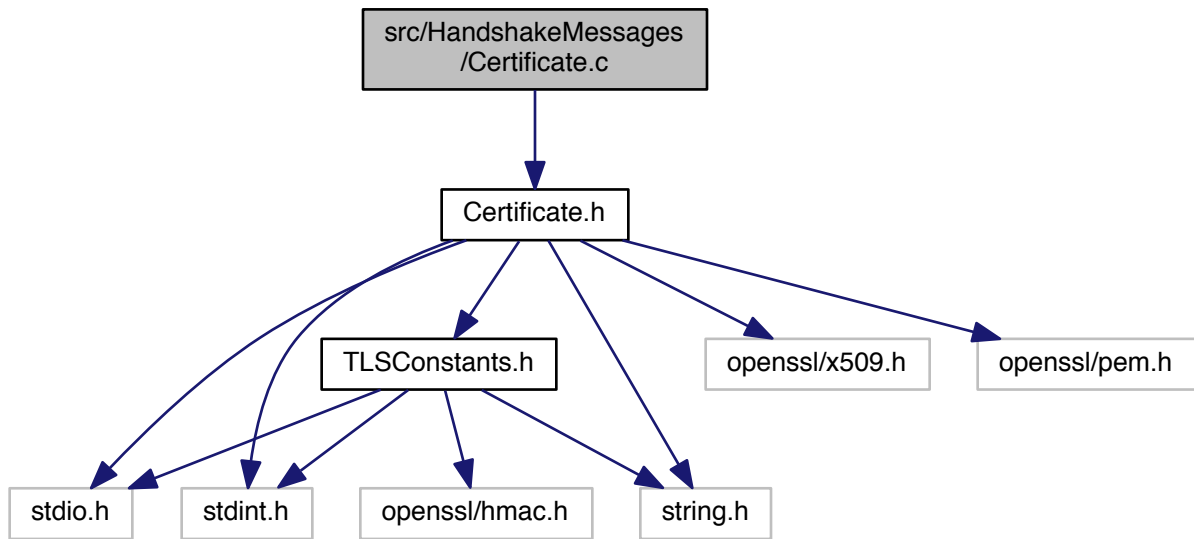 src/HandshakeMessages
/Certificate.c
Certificate.h
TLSConstants.h
openssl/x509.h
openssl/pem.h
stdio.h
stdint.h
openssl/hmac.h
string.h